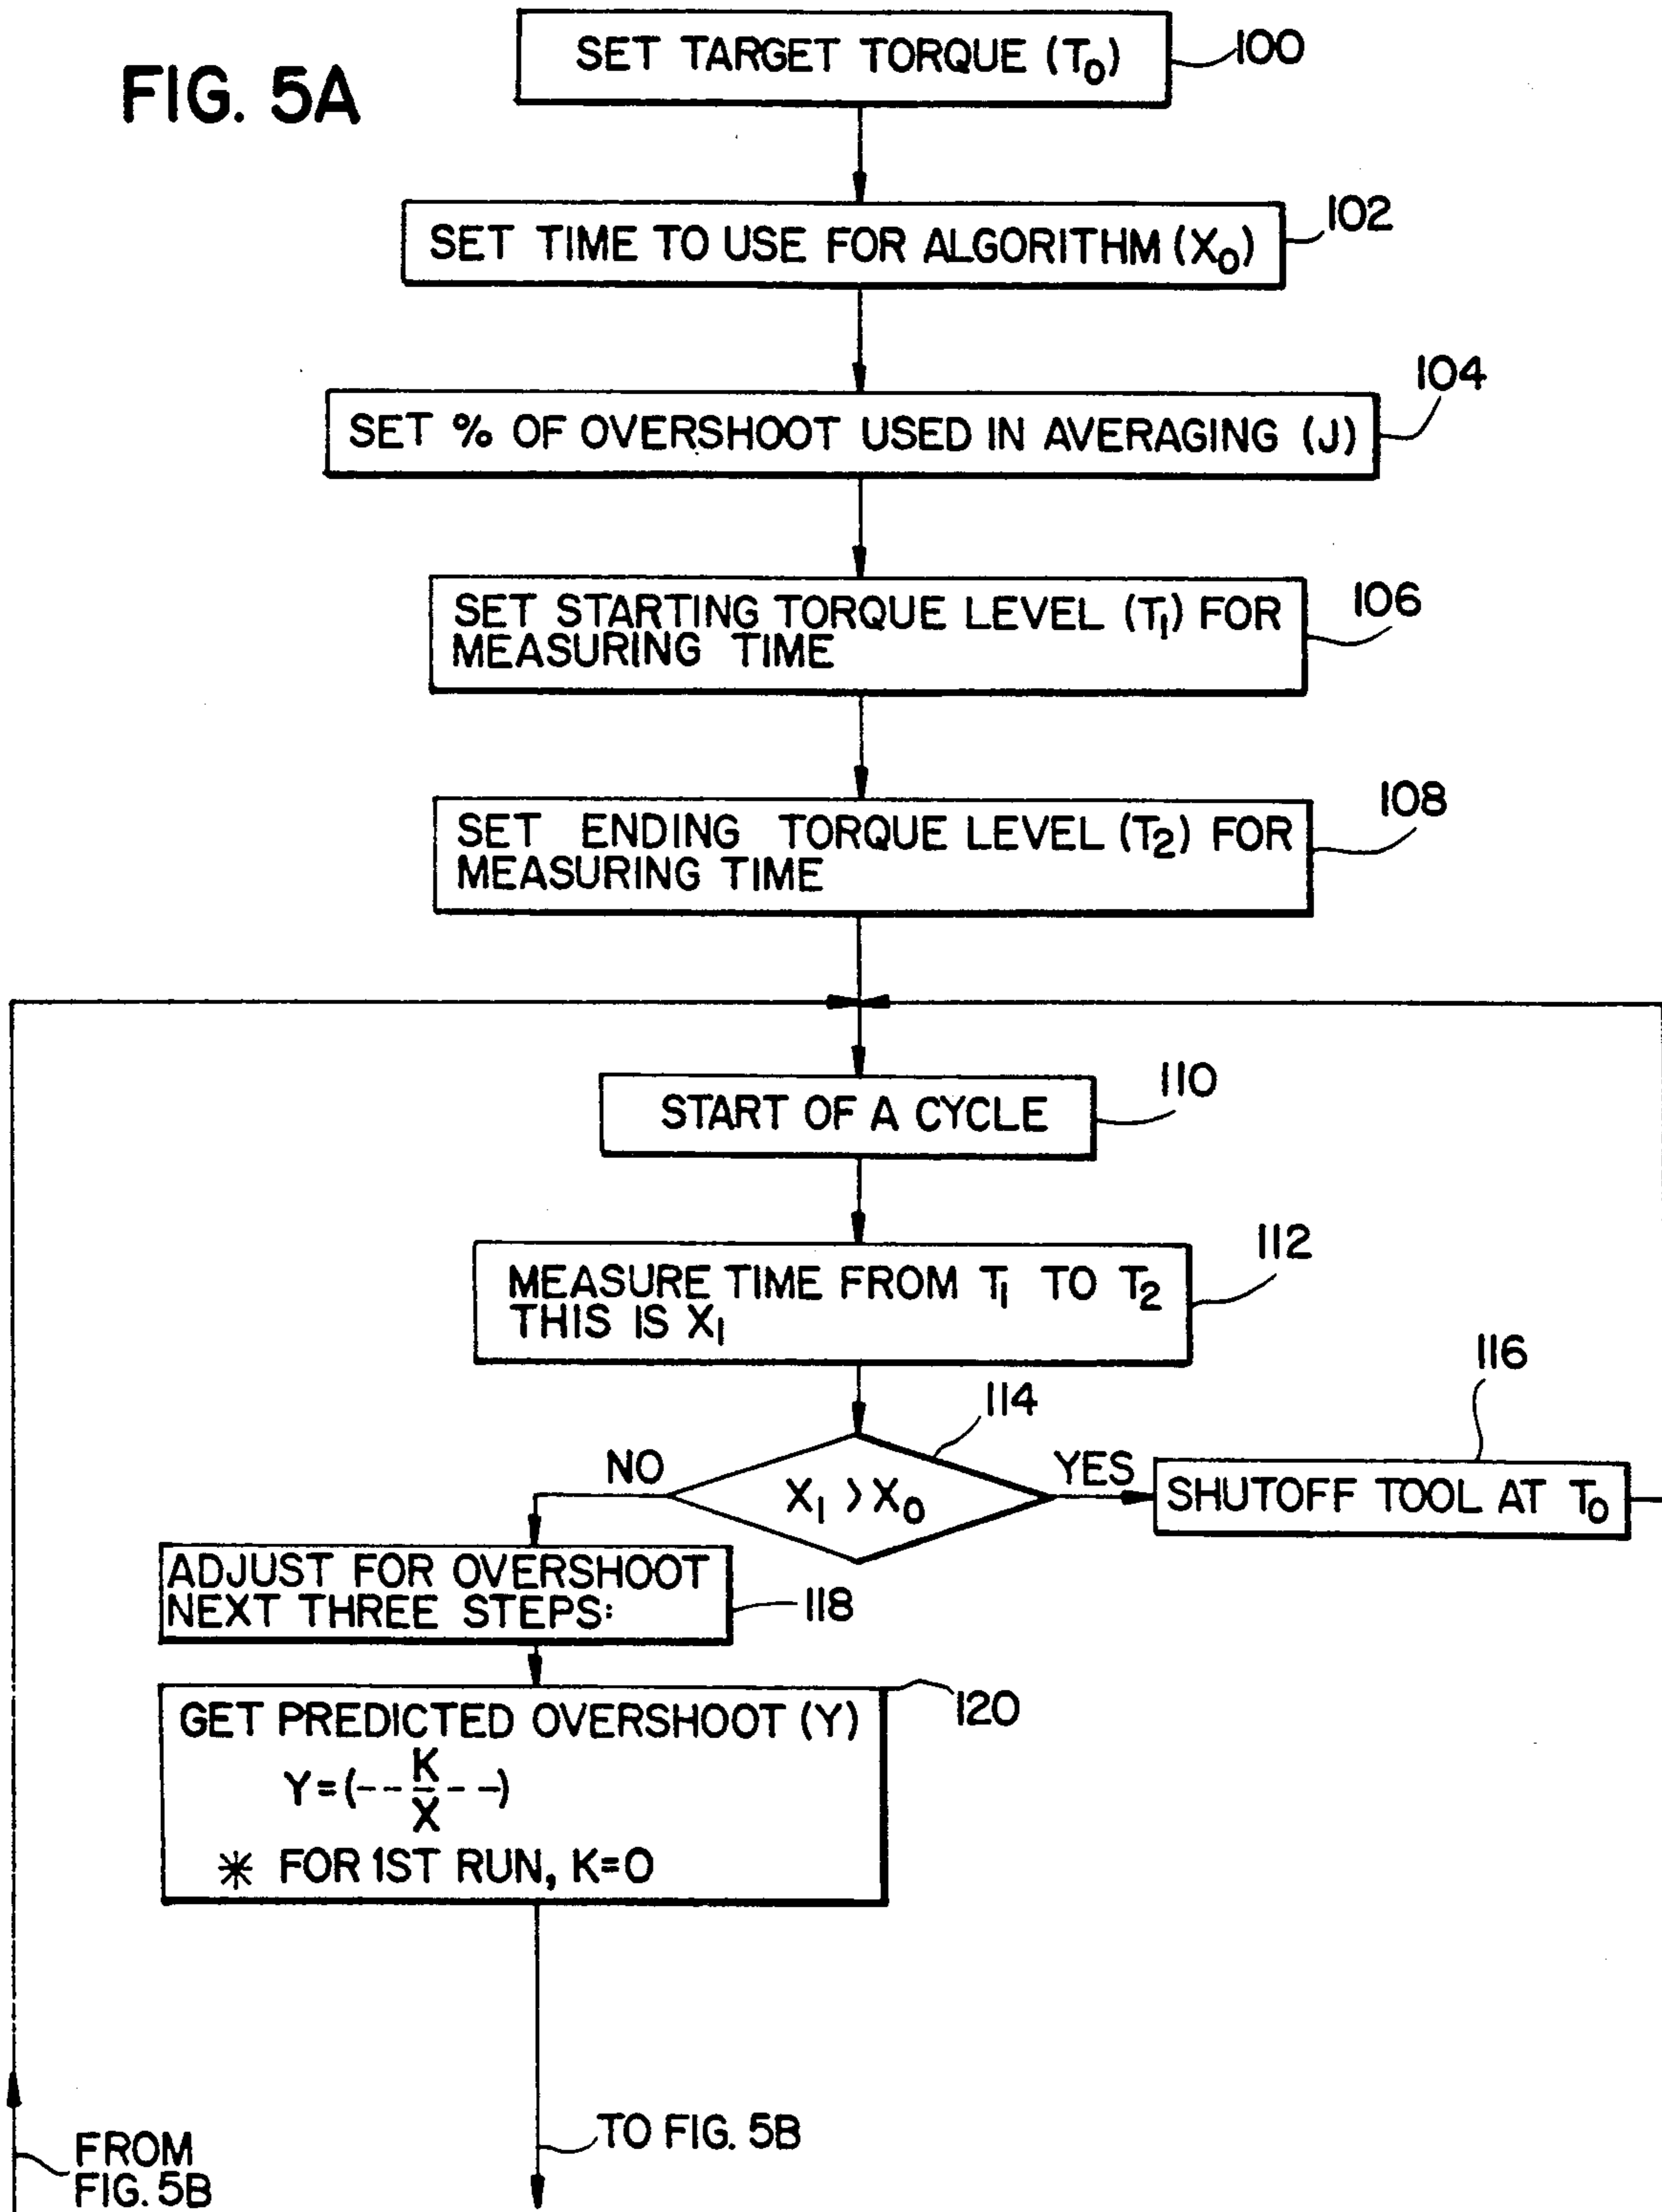 FIG. 5A
SET TARGET TORQUE (T₀)
100
SET TIME TO USE FOR ALGORITHM (X₀)
102
SET % OF OVERSHOOT USED IN AVERAGING (J)
104
SET STARTING TORQUE LEVEL (T₁) FOR
MEASURING TIME
106
SET ENDING TORQUE LEVEL (T₂) FOR
MEASURING TIME
108
START OF A CYCLE
110
MEASURE TIME FROM T₁ TO T₂
THIS IS X₁
112
114
116
NO
X₁ > X₀
YES
SHUTOFF TOOL AT T₀
ADJUST FOR OVERSHOOT
NEXT THREE STEPS:
118
GET PREDICTED OVERSHOOT (Y)
120
Y=(--K/X--)
* FOR 1ST RUN, K=0
TO FIG. 5B
FROM
FIG. 5B